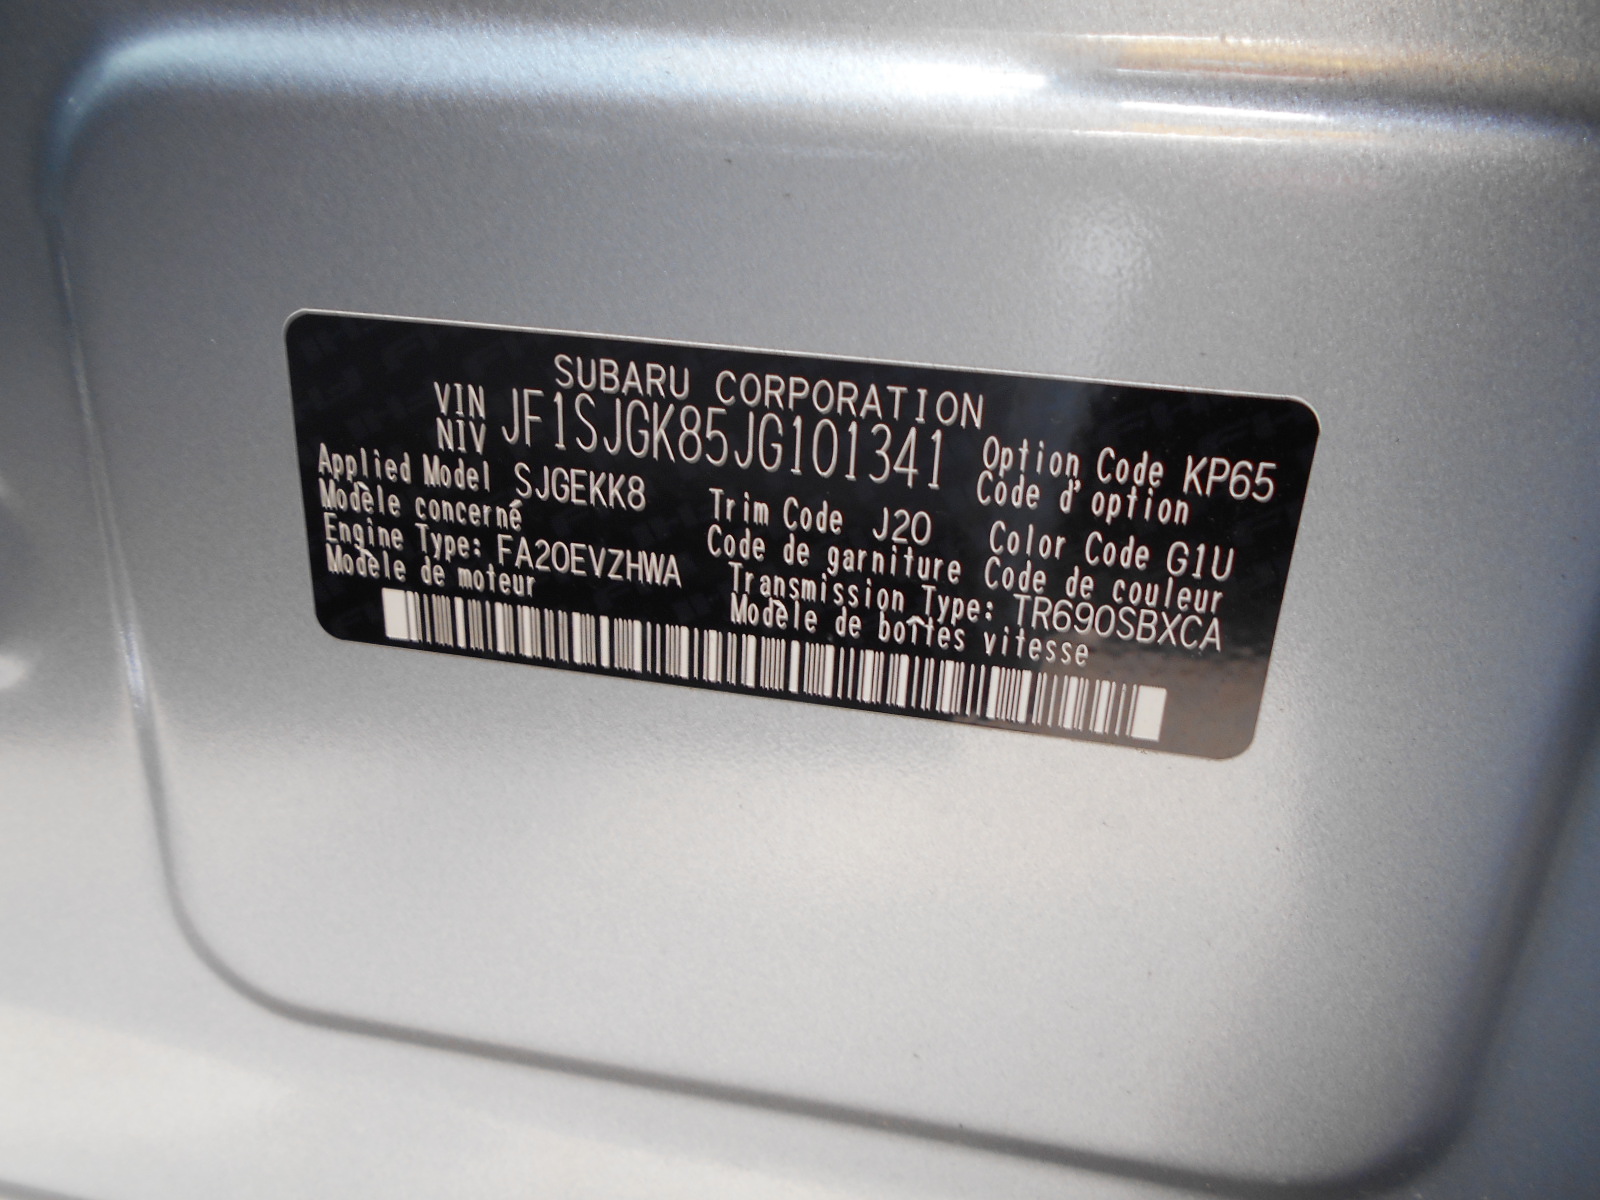 SUBARU CORPORATION
VIN
NIV JF1SJGK85JG101341
Option Code KP65
Code d'option
Applied Model SJGEKK8
Modèle concerné
Trim Code J20
Code de garniture
Color Code G1U
Code de couleur
Engine Type: FA20EVZHWA
Modèle de moteur
Transmission Type: TR690SBXCA
Modèle de boîtes vitesse